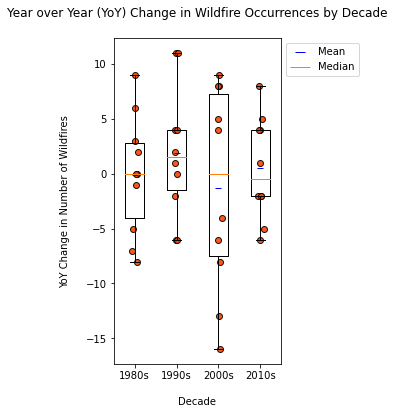 Year over Year (YoY) Change in Wildfire Occurrences by Decade
Mean
Median
YoY Change in Number of Wildfires
10
5
0
−5
−10
−15
1980s 1990s 2000s 2010s
Decade